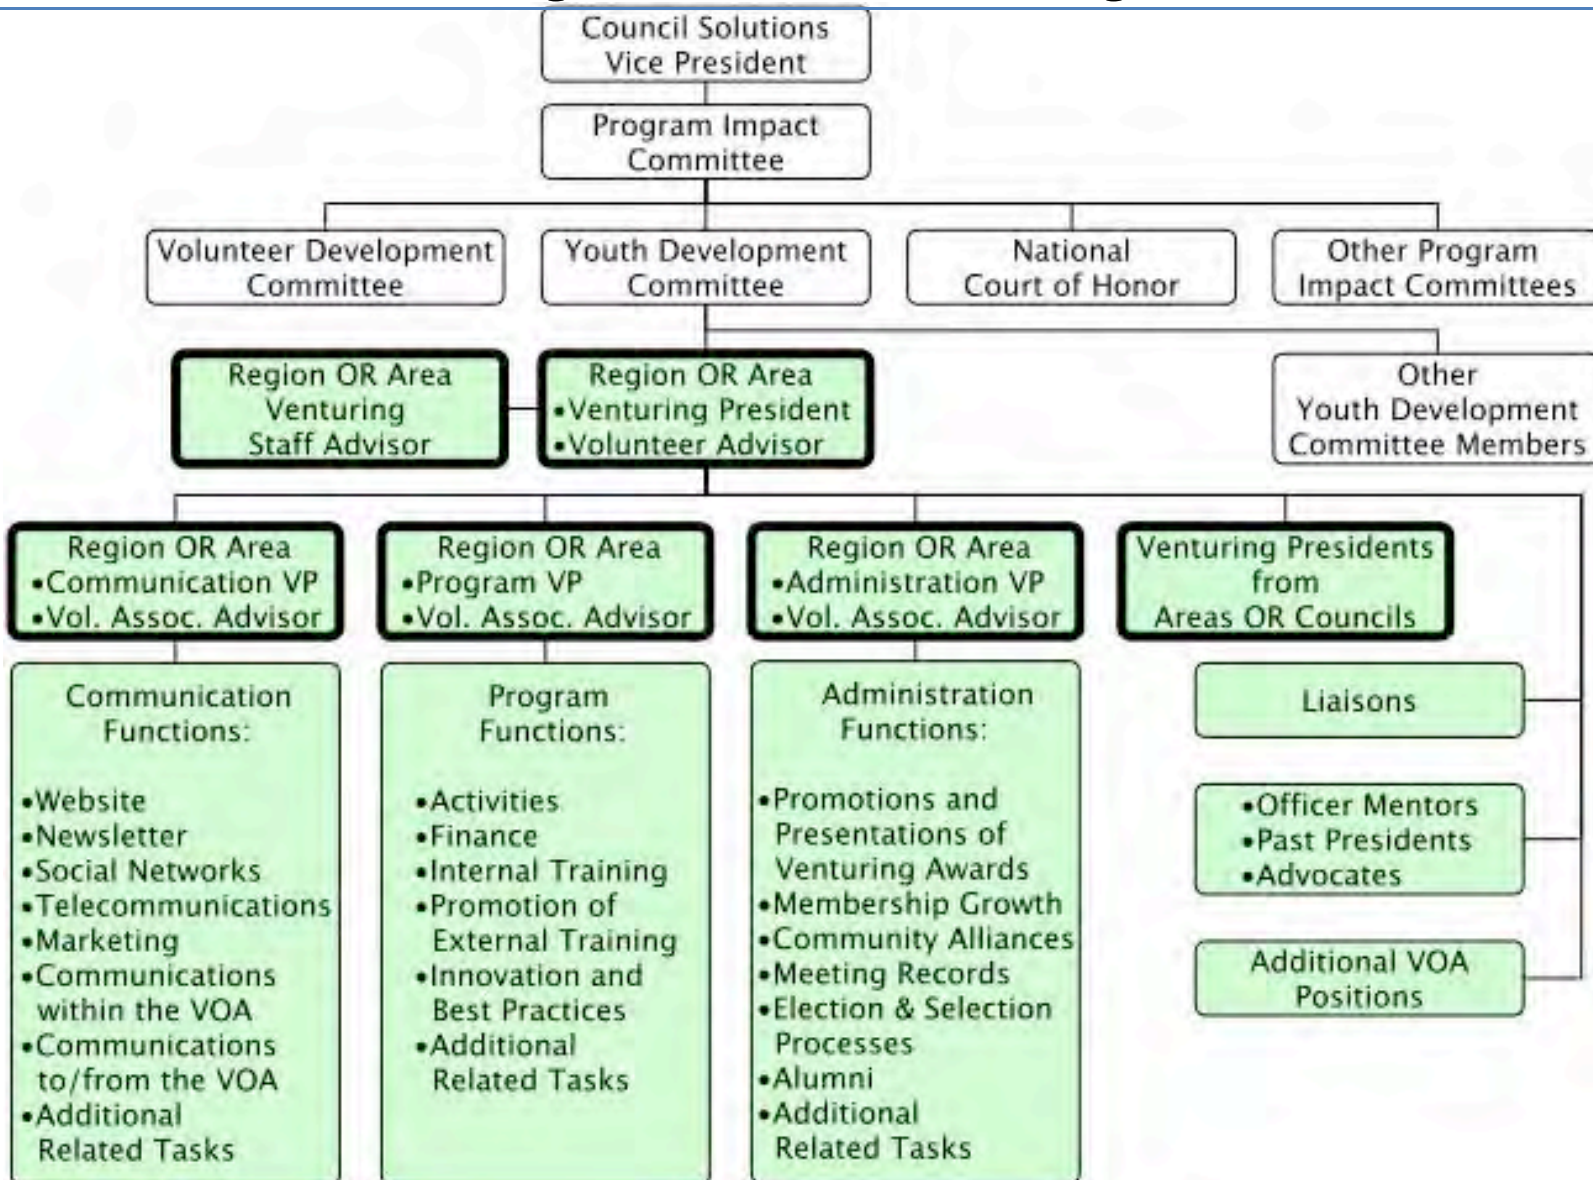 Council Solutions
Vice President
Program Impact
Committee
Volunteer Development
Committee
Youth Development
Committee
National
Court of Honor
Other Program
Impact Committees
Region OR Area
Venturing
Staff Advisor
Region OR Area
•Venturing President
•Volunteer Advisor
Other
Youth Development
Committee Members
Region OR Area
•Communication VP
•Vol. Assoc. Advisor
Region OR Area
•Program VP
•Vol. Assoc. Advisor
Region OR Area
•Administration VP
•Vol. Assoc. Advisor
Venturing Presidents
from
Areas OR Councils
Communication
Functions:
•Website
•Newsletter
•Social Networks
•Telecommunications
•Marketing
•Communications
within the VOA
•Communications
to/from the VOA
•Additional
Related Tasks
Program
Functions:
•Activities
•Finance
•Internal Training
•Promotion of
External Training
•Innovation and
Best Practices
•Additional
Related Tasks
Administration
Functions:
•Promotions and
Presentations of
Venturing Awards
•Membership Growth
•Community Alliances
•Meeting Records
•Election & Selection
Processes
•Alumni
•Additional
Related Tasks
Liaisons
•Officer Mentors
•Past Presidents
•Advocates
Additional VOA
Positions